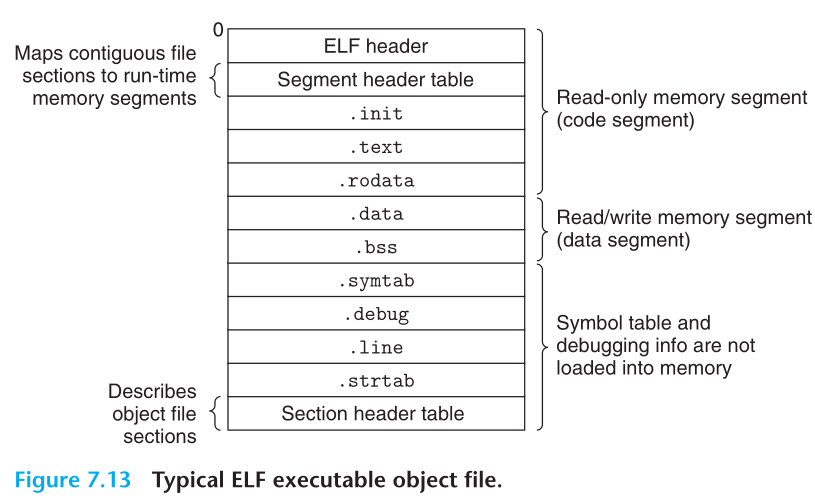 0
Maps contiguous file
sections to run-time
memory segments
ELF header
Segment header table
.init
.text
.rodata
.data
.bss
.symtab
.debug
.line
.strtab
Section header table
Describes
object file
sections
Read-only memory segment
(code segment)
Read/write memory segment
(data segment)
Symbol table and
debugging info are not
loaded into memory
Figure 7.13 Typical ELF executable object file.